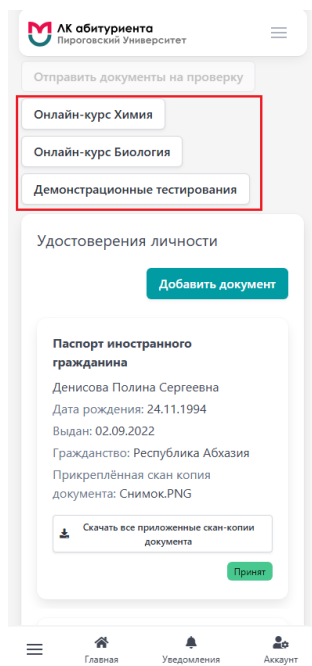 ЛК абитуриента
Пироговский Университет
Отправить документы на проверку
Онлайн-курс Химия
Онлайн-курс Биология
Демонстрационные тестирования
Удостоверения личности
Добавить документ
Паспорт иностранного
гражданина
Денисова Полина Сергеевна
Дата рождения: 24.11.1994
Выдан: 02.09.2022
Гражданство: Республика Абхазия
Прикреплённая скан копия
документа: Снимок.PNG
Скачать все приложенные скан-копии
документа
Принят
Главная
Уведомления
Аккаунт